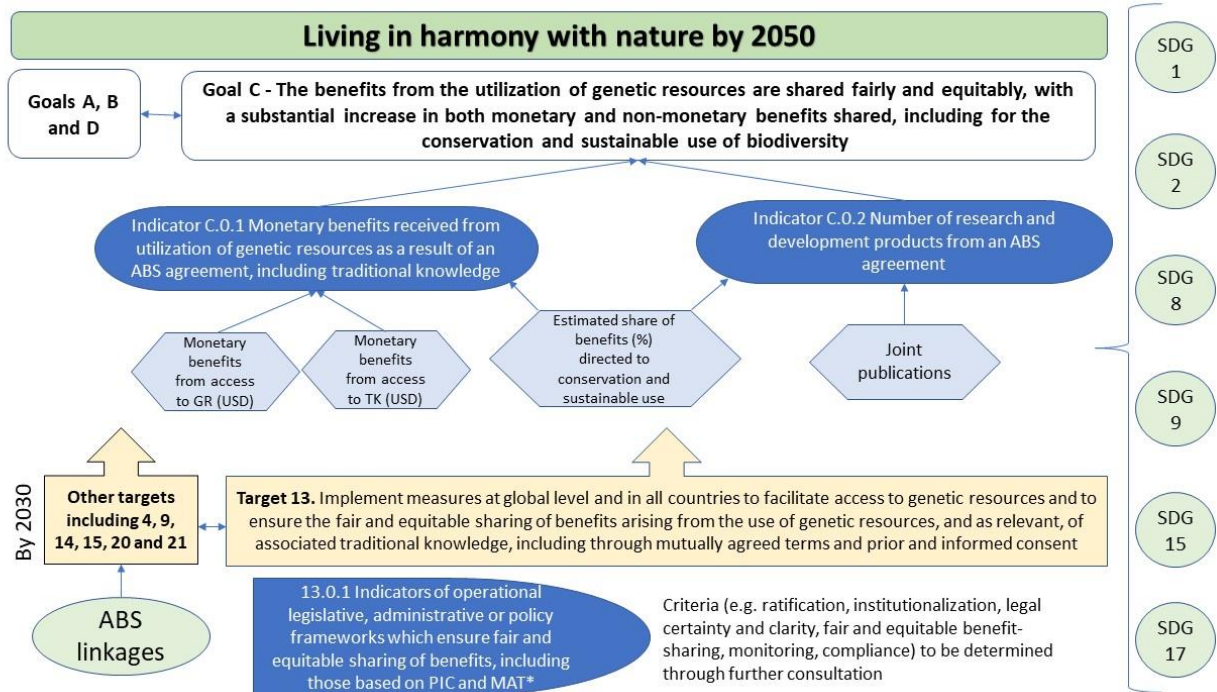 Living in harmony with nature by 2050
Goals A, B
and D
Goal C - The benefits from the utilization of genetic resources are shared fairly and equitably, with
a substantial increase in both monetary and non-monetary benefits shared, including for the
conservation and sustainable use of biodiversity
Indicator C.0.1 Monetary benefits received from
utilization of genetic resources as a result of an
ABS agreement, including traditional knowledge
Indicator C.0.2 Number of research and
development products from an ABS
agreement
Monetary
benefits
from access
to GR (USD)
Monetary
benefits
from access
to TK (USD)
Estimated share of
benefits (%)
directed to
conservation and
sustainable use
Joint
publications
By 2030
Other targets
including 4, 9,
14, 15, 20 and 21
Target 13. Implement measures at global level and in all countries to facilitate access to genetic resources and to
ensure the fair and equitable sharing of benefits arising from the use of genetic resources, and as relevant, of
associated traditional knowledge, including through mutually agreed terms and prior and informed consent
ABS
linkages
13.0.1 Indicators of operational
legislative, administrative or policy
frameworks which ensure fair and
equitable sharing of benefits, including
those based on PIC and MAT*
Criteria (e.g. ratification, institutionalization, legal
certainty and clarity, fair and equitable benefit-
sharing, monitoring, compliance) to be determined
through further consultation
SDG
1
SDG
2
SDG
8
SDG
9
SDG
15
SDG
17